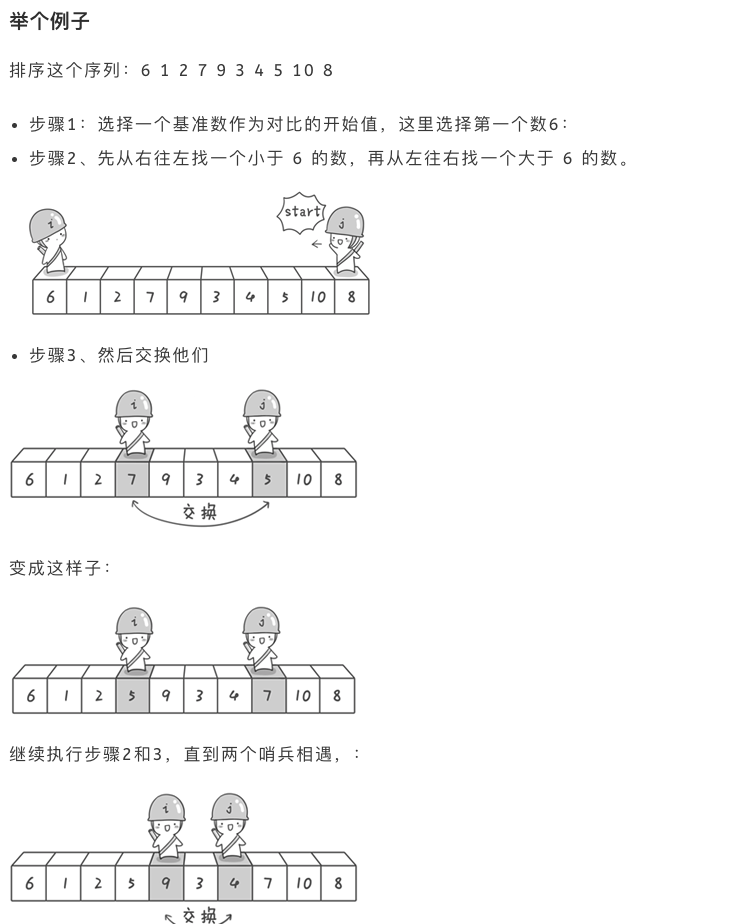 举个例子
排序这个序列：6 1 2 7 9 3 4 5 10 8
• 步骤1：选择一个基准数作为对比的开始值，这里选择第一个数6：
• 步骤2、先从右往左找一个小于 6 的数，再从左往右找一个大于 6 的数。
i start j
6 1 2 7 9 3 4 5 10 8
• 步骤3、然后交换他们
i j
6 1 2 7 9 3 4 5 10 8
交换
变成这样子：
i j
6 1 2 5 9 3 4 7 10 8
继续执行步骤2和3，直到两个哨兵相遇，：
i j
6 1 2 5 9 3 4 7 10 8
交换